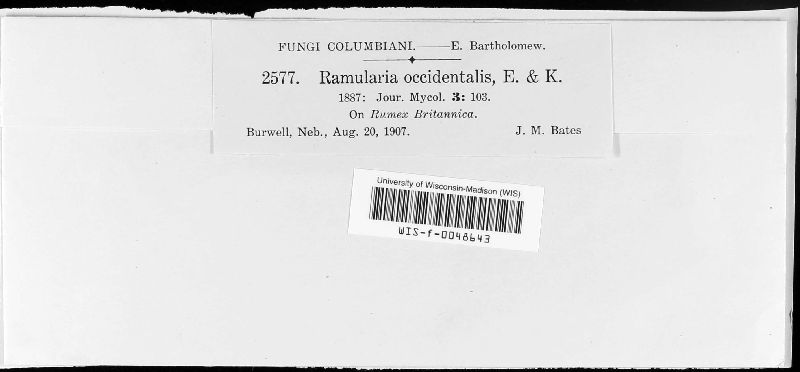 FUNGI COLUMBIANI.——E. Bartholomew.
2577. Ramularia occidentalis, E. & K.
1887: Jour. Mycol. 3: 103.
On Rumex Britannica.
Burwell, Neb., Aug. 20, 1907. J. M. Bates
University of Wisconsin-Madison (WIS)
WIS-f-0048643